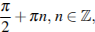 π/2 + πn, n ∈ ℤ,